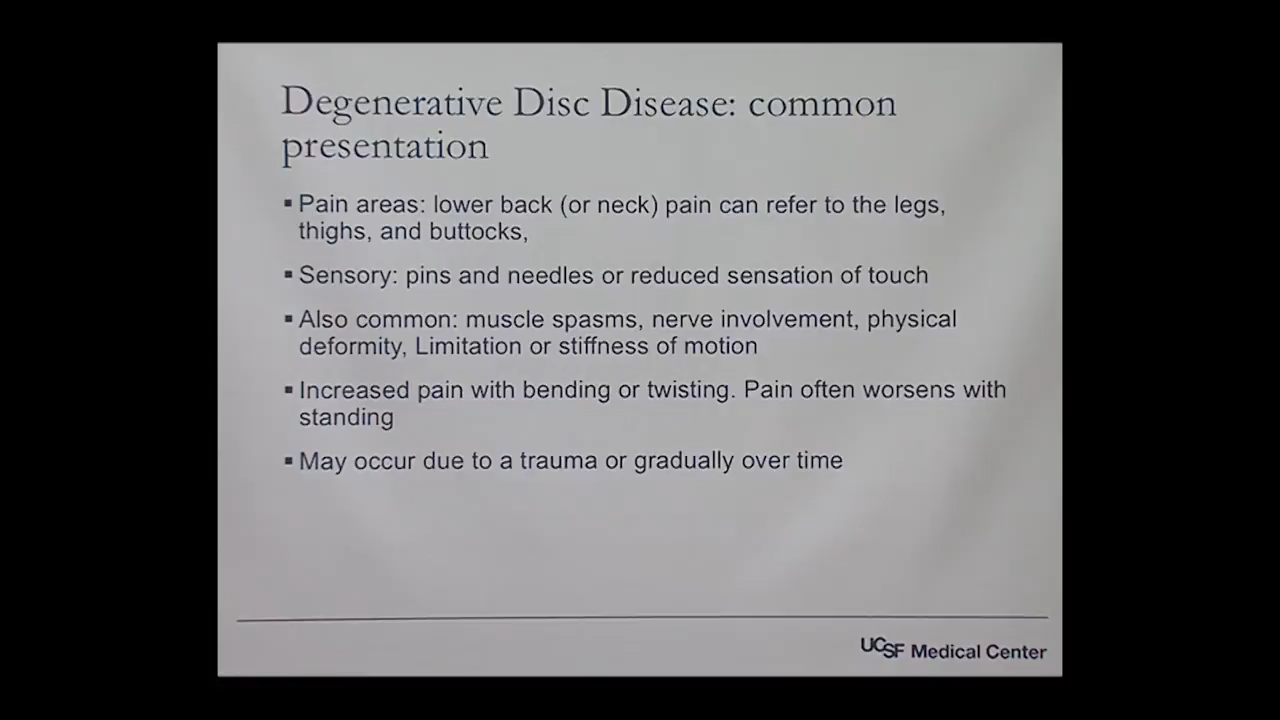 Degenerative Disc Disease: common
presentation
▪ Pain areas: lower back (or neck) pain can refer to the legs,
thighs, and buttocks,
▪ Sensory: pins and needles or reduced sensation of touch
▪ Also common: muscle spasms, nerve involvement, physical
deformity, Limitation or stiffness of motion
▪ Increased pain with bending or twisting. Pain often worsens with
standing
▪ May occur due to a trauma or gradually over time
UCSF Medical Center